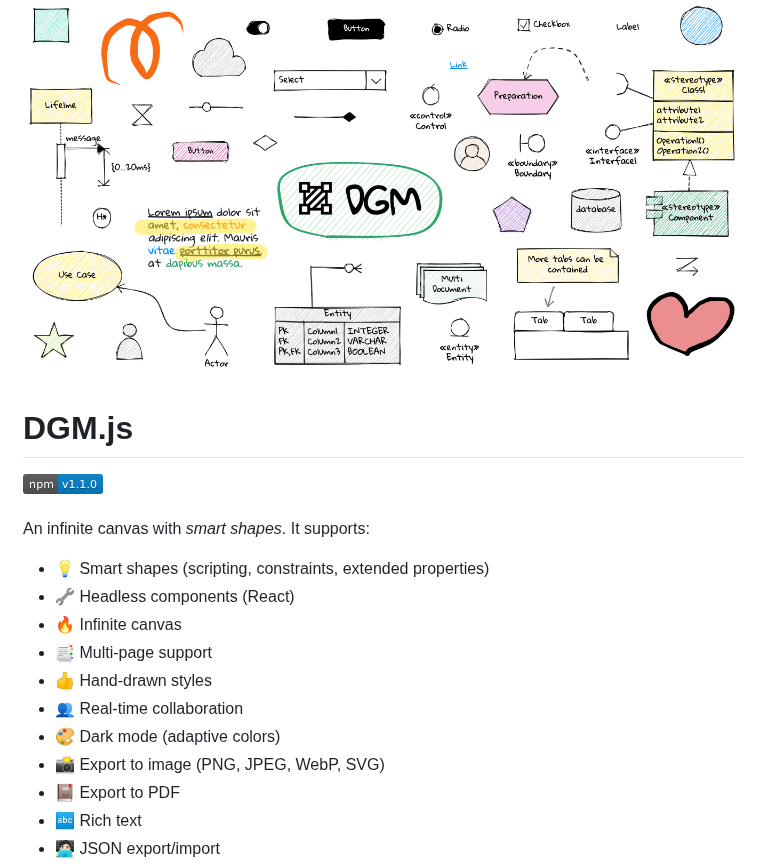 Button
Radio
Checkbox
Label
Link
Select
«stereotype»
Class1
attribute1
attribute2
Operation1()
Operation2()
Lifeline
message
{0..20ms}
Button
«control»
Control
Preparation
«boundary»
Boundary
«interface»
Interface1
H*
Lorem ipsum dolor sit
amet, consectetur
adipiscing elit. Mauris
vitae porttitor purus
at dapibus massa.
DGM
database
«stereotype»
Component
Use Case
Actor
Entity
PK Column1 INTEGER
FK Column2 VARCHAR
PK,FK Column3 BOOLEAN
Multi
Document
«entity»
Entity
More tabs can be
contained
Tab Tab
DGM.js
npm v1.1.0
An infinite canvas with smart shapes. It supports:
💡 Smart shapes (scripting, constraints, extended properties)
🔧 Headless components (React)
🔥 Infinite canvas
📑 Multi-page support
👍 Hand-drawn styles
👥 Real-time collaboration
🎨 Dark mode (adaptive colors)
📸 Export to image (PNG, JPEG, WebP, SVG)
📕 Export to PDF
🔤 Rich text
🧑🏻‍💻 JSON export/import